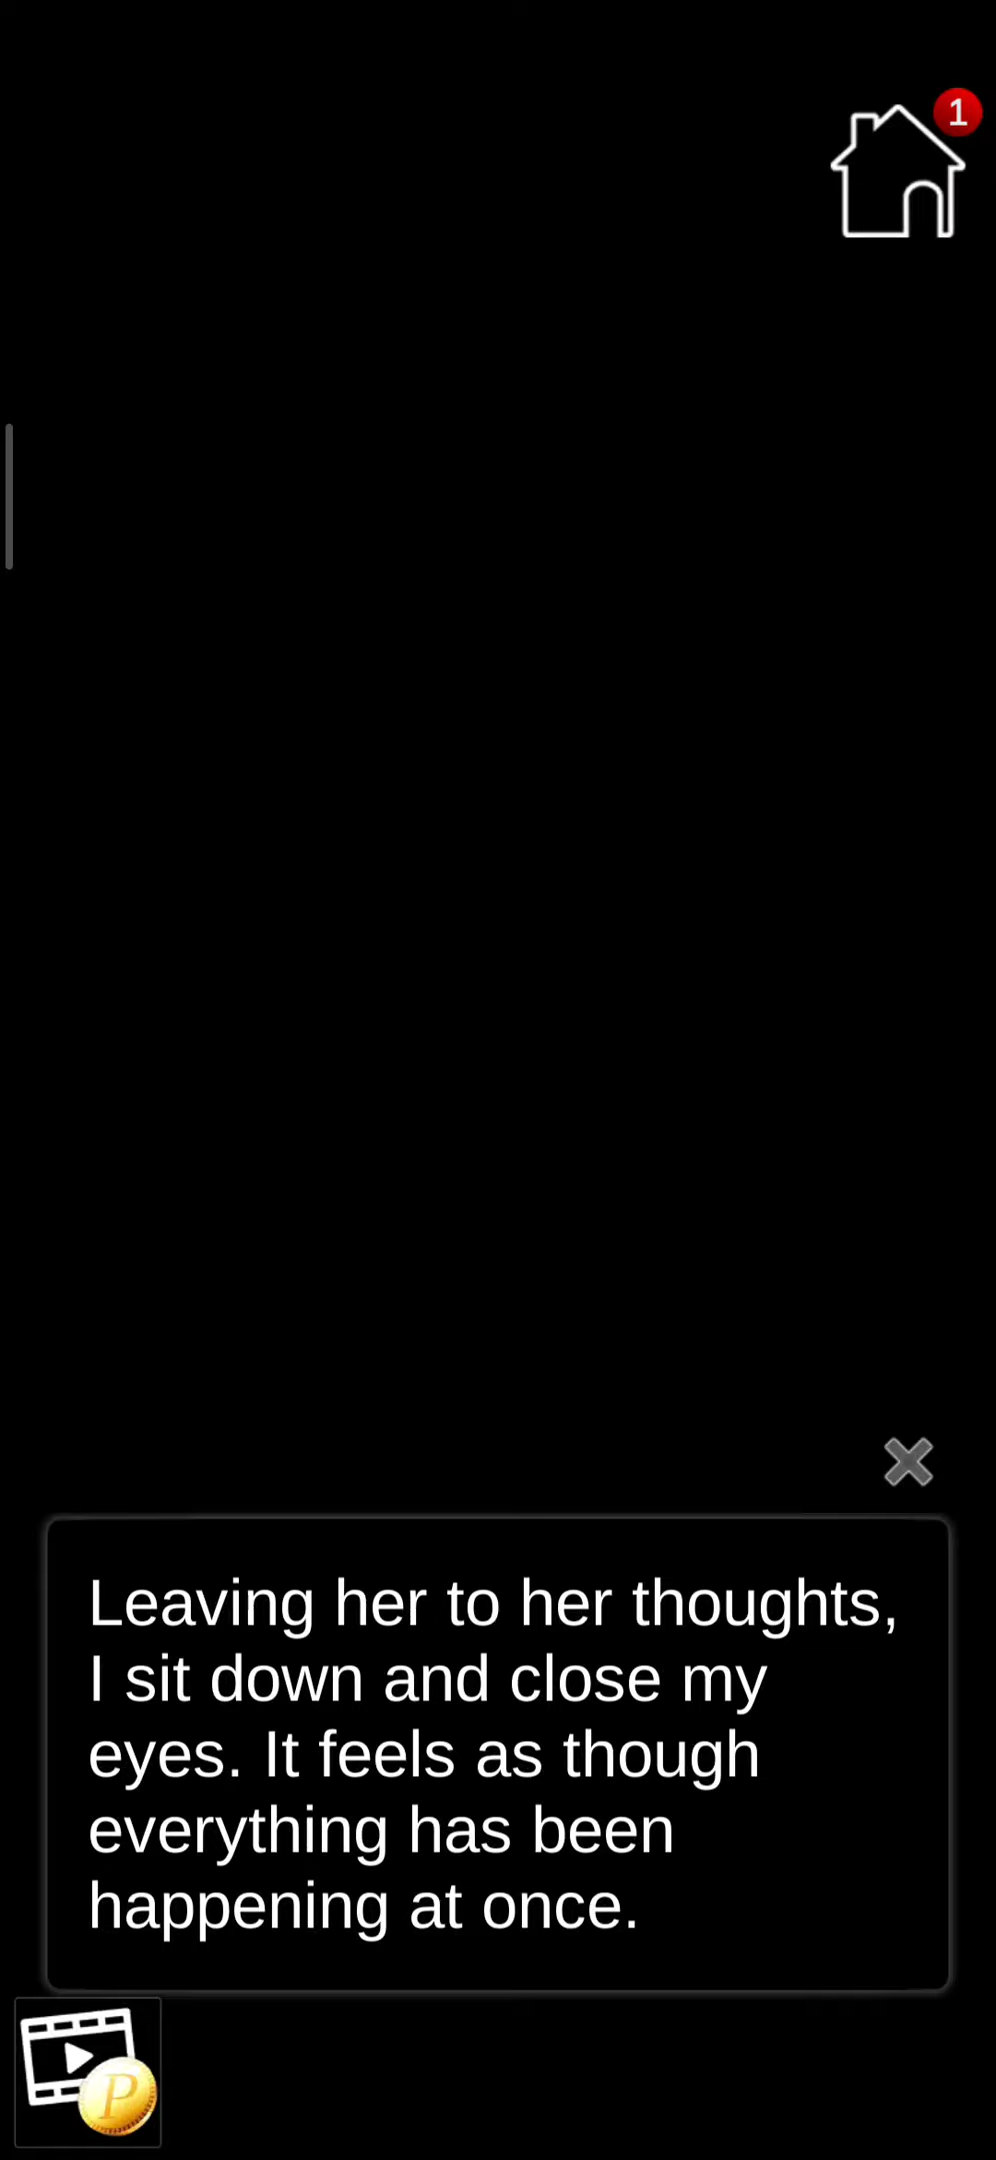 1
Leaving her to her thoughts,
I sit down and close my
eyes. It feels as though
everything has been
happening at once.
P